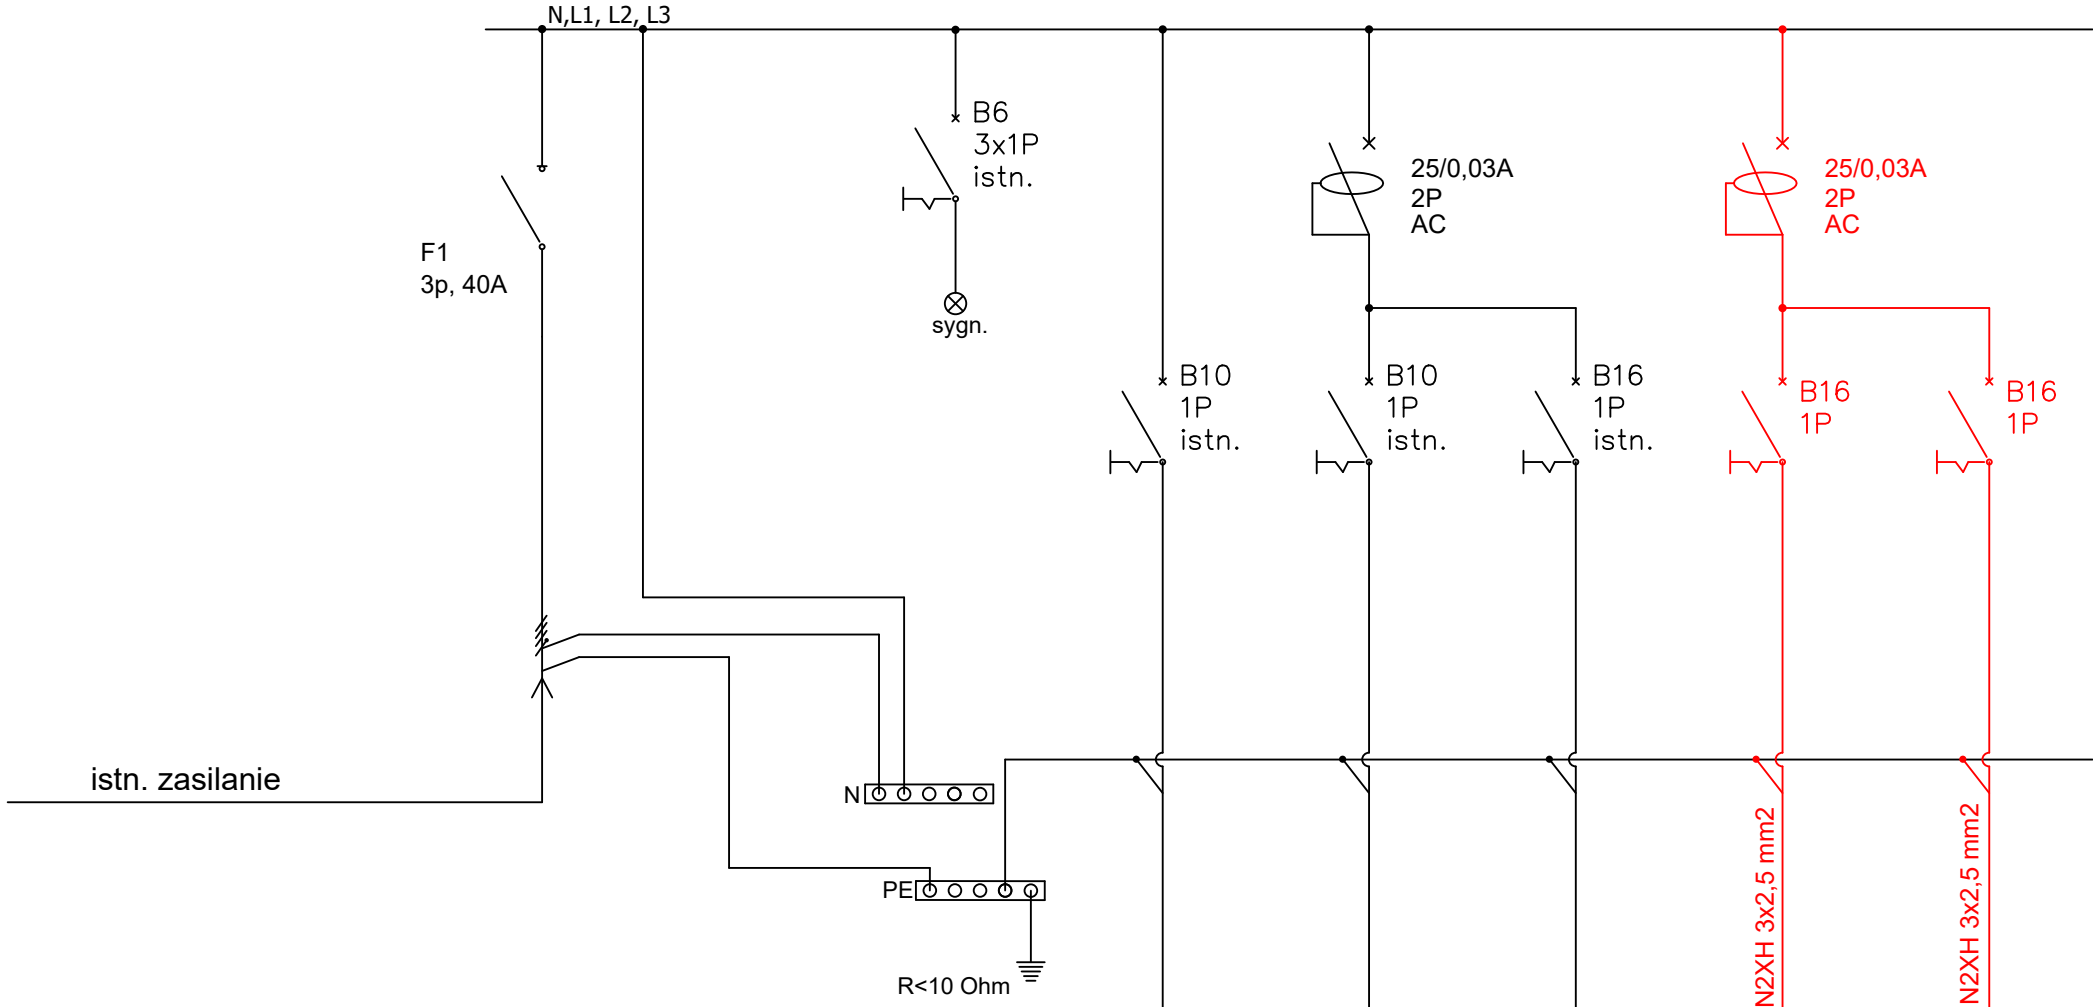 N,L1, L2, L3
B6
3x1P
istn.
25/0,03A
2P
AC
25/0,03A
2P
AC
F1
3p, 40A
sygn.
B10
1P
istn.
B10
1P
istn.
B16
1P
istn.
B16
1P
B16
1P
istn. zasilanie
N
PE
R<10 Ohm
N2XH 3x2,5 mm2
N2XH 3x2,5 mm2